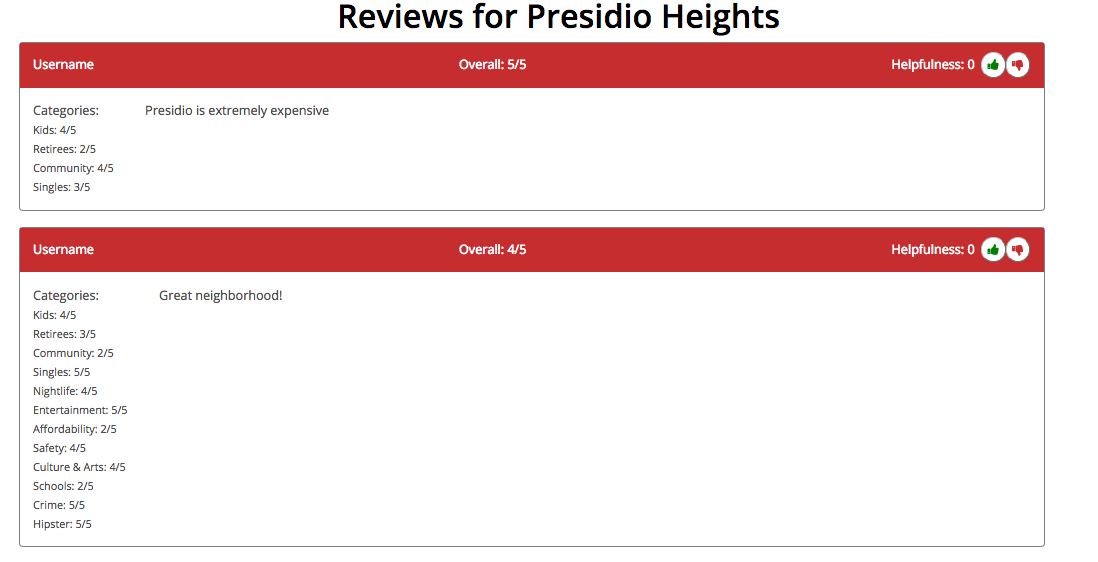 Reviews for Presidio Heights
Username Overall: 5/5 Helpfulness: 0
Categories: Presidio is extremely expensive
Kids: 4/5
Retirees: 2/5
Community: 4/5
Singles: 3/5
Username Overall: 4/5 Helpfulness: 0
Categories: Great neighborhood!
Kids: 4/5
Retirees: 3/5
Community: 2/5
Singles: 5/5
Nightlife: 4/5
Entertainment: 5/5
Affordability: 2/5
Safety: 4/5
Culture & Arts: 4/5
Schools: 2/5
Crime: 5/5
Hipster: 5/5